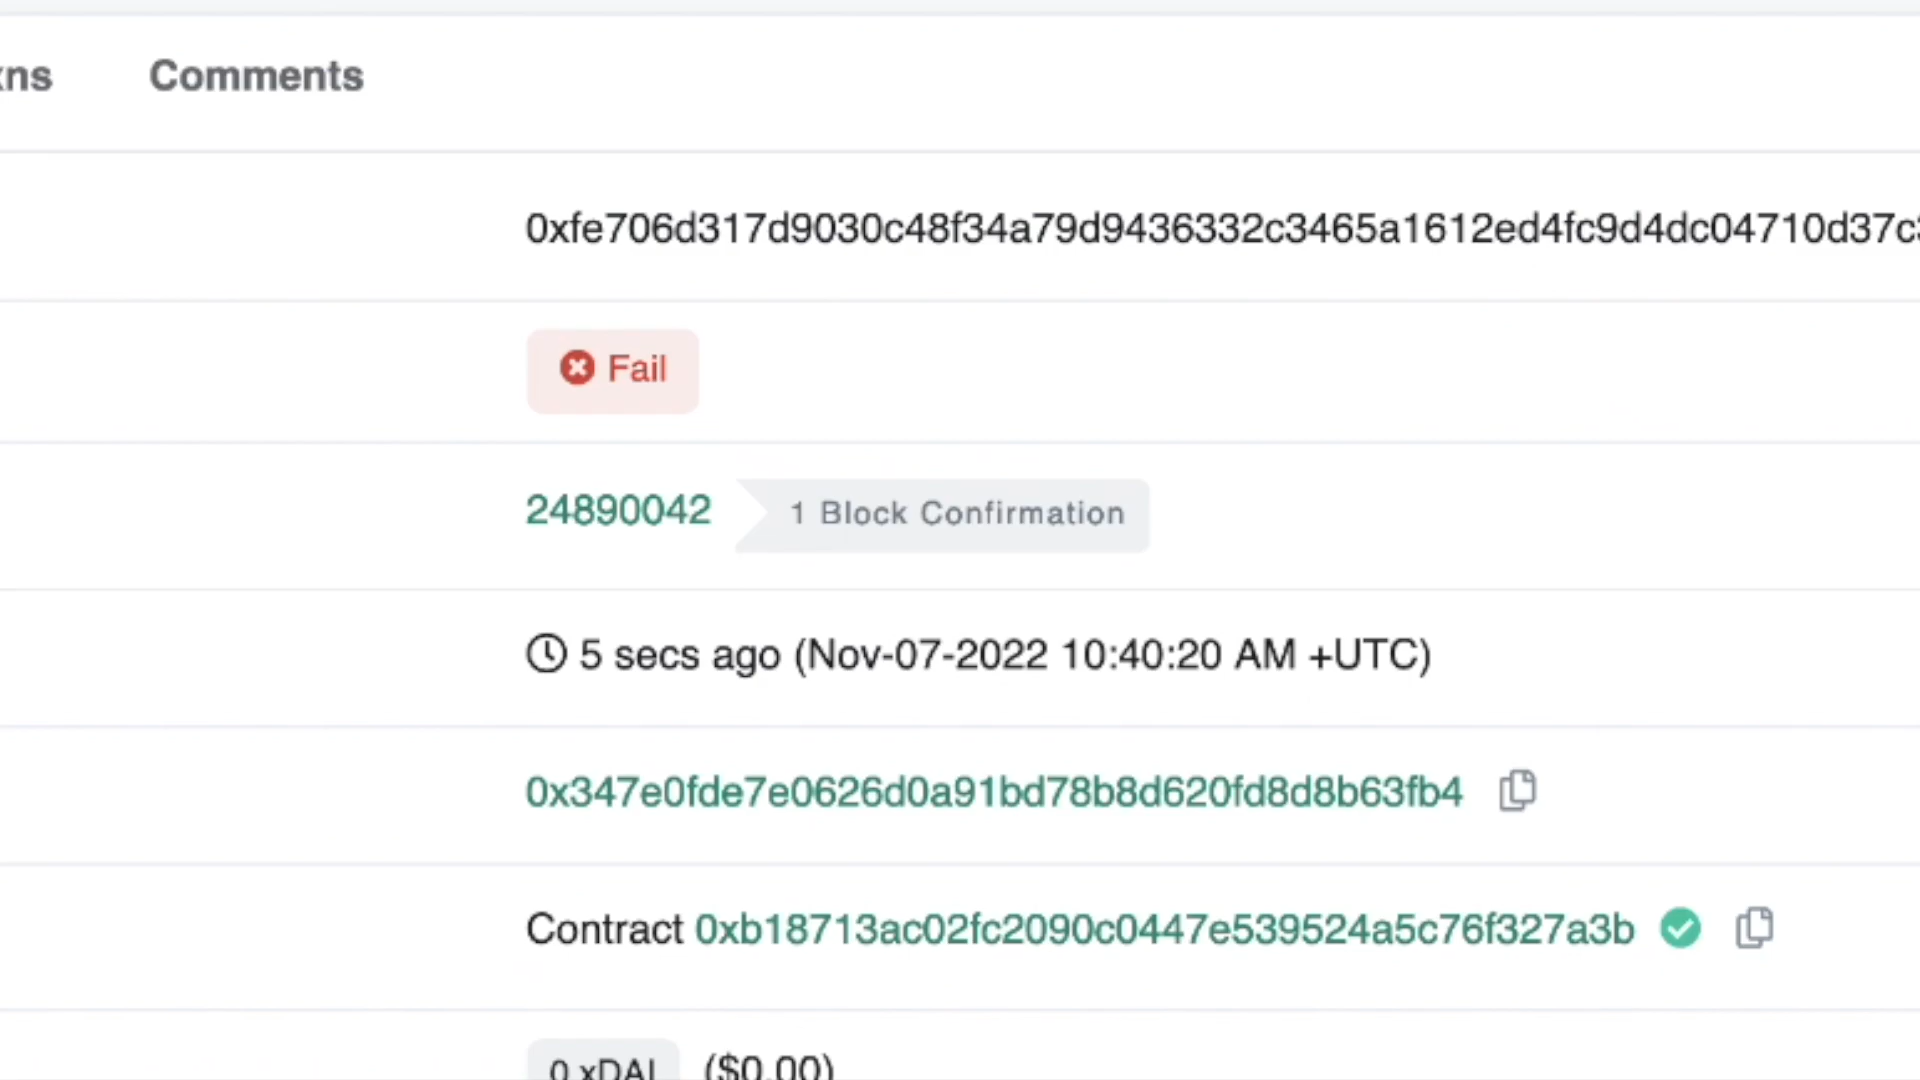 Comments
0xfe706d317d9030c48f34a79d9436332c3465a1612ed4fc9d4dc04710d37c
Fail
24890042 1 Block Confirmation
5 secs ago (Nov-07-2022 10:40:20 AM +UTC)
0x347e0fde7e0626d0a91bd78b8d620fd8d8b63fb4
Contract 0xb18713ac02fc2090c0447e539524a5c76f327a3b
0 xDAI ($0.00)